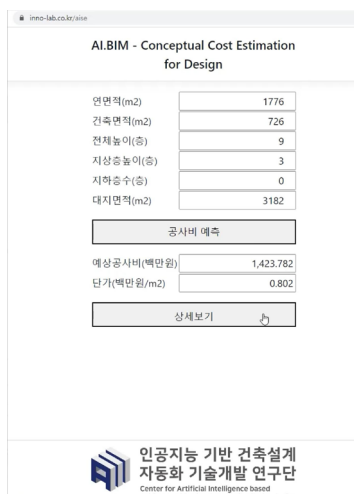 inno-lab.co.kr/aise
AI.BIM - Conceptual Cost Estimation
for Design
연면적(m2) 1776
건축면적(m2) 726
전체높이(층) 9
지상층높이(층) 3
지하층수(층) 0
대지면적(m2) 3182
공사비 예측
예상공사비(백만원) 1,423.782
단가(백만원/m2) 0.802
상세보기
인공지능 기반 건축설계
자동화 기술개발 연구단
Center for Artificial Intelligence based